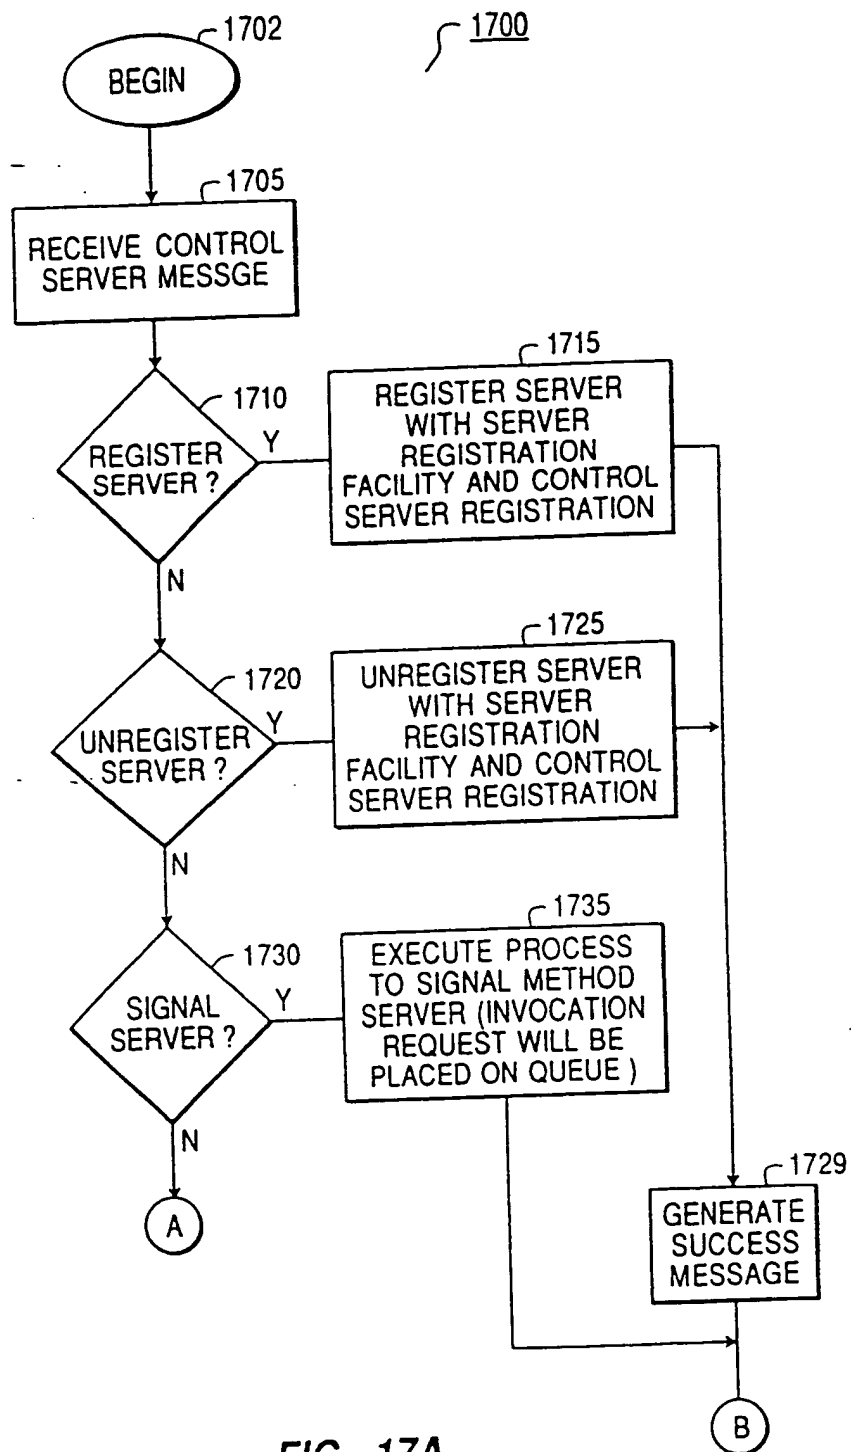 1702
1700
BEGIN
1705
RECEIVE CONTROL
SERVER MESSGE
1710
REGISTER
SERVER ?
Y
N
1715
REGISTER SERVER
WITH SERVER
REGISTRATION
FACILITY AND CONTROL
SERVER REGISTRATION
1720
UNREGISTER
SERVER ?
Y
N
1725
UNREGISTER SERVER
WITH SERVER
REGISTRATION
FACILITY AND CONTROL
SERVER REGISTRATION
1730
SIGNAL
SERVER ?
Y
N
1735
EXECUTE PROCESS
TO SIGNAL METHOD
SERVER (INVOCATION
REQUEST WILL BE
PLACED ON QUEUE )
A
1729
GENERATE
SUCCESS
MESSAGE
B
FIG. 17A